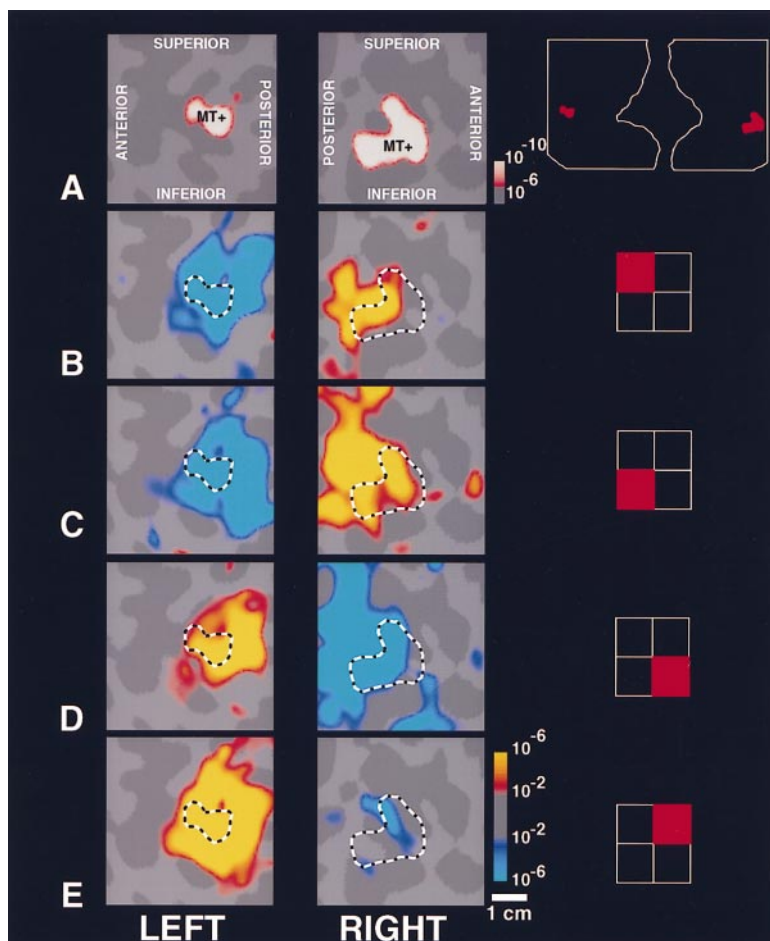 SUPERIOR
SUPERIOR
ANTERIOR
MT+
POSTERIOR
POSTERIOR
MT+
ANTERIOR
10-10
10-6
INFERIOR
INFERIOR
A
B
C
D
10-6
10-2
10-2
10-6
E
1 cm
LEFT
RIGHT